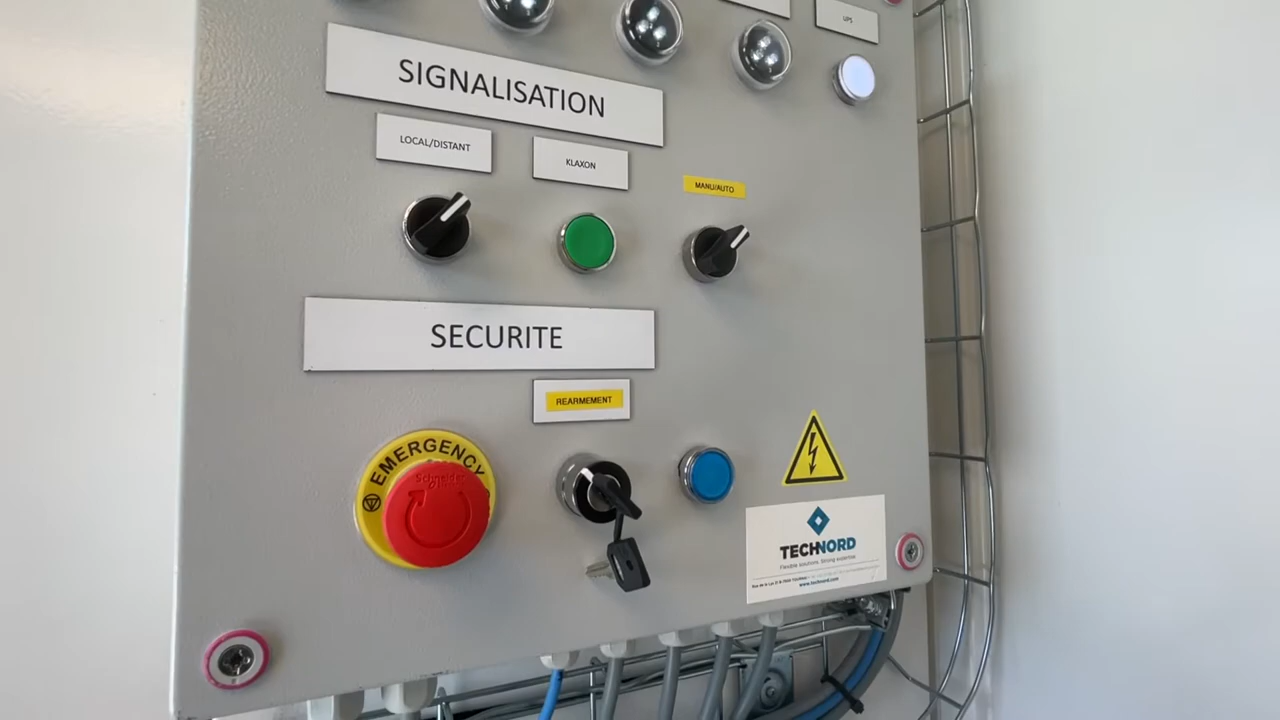 UPS
SIGNALISATION
LOCAL/DISTANT
KLAXON
MANU/AUTO
SECURITE
REARMEMENT
EMERGENCY
Schneider
TECHNORD
Flexible solutions. Strong expertise.
www.technord.com